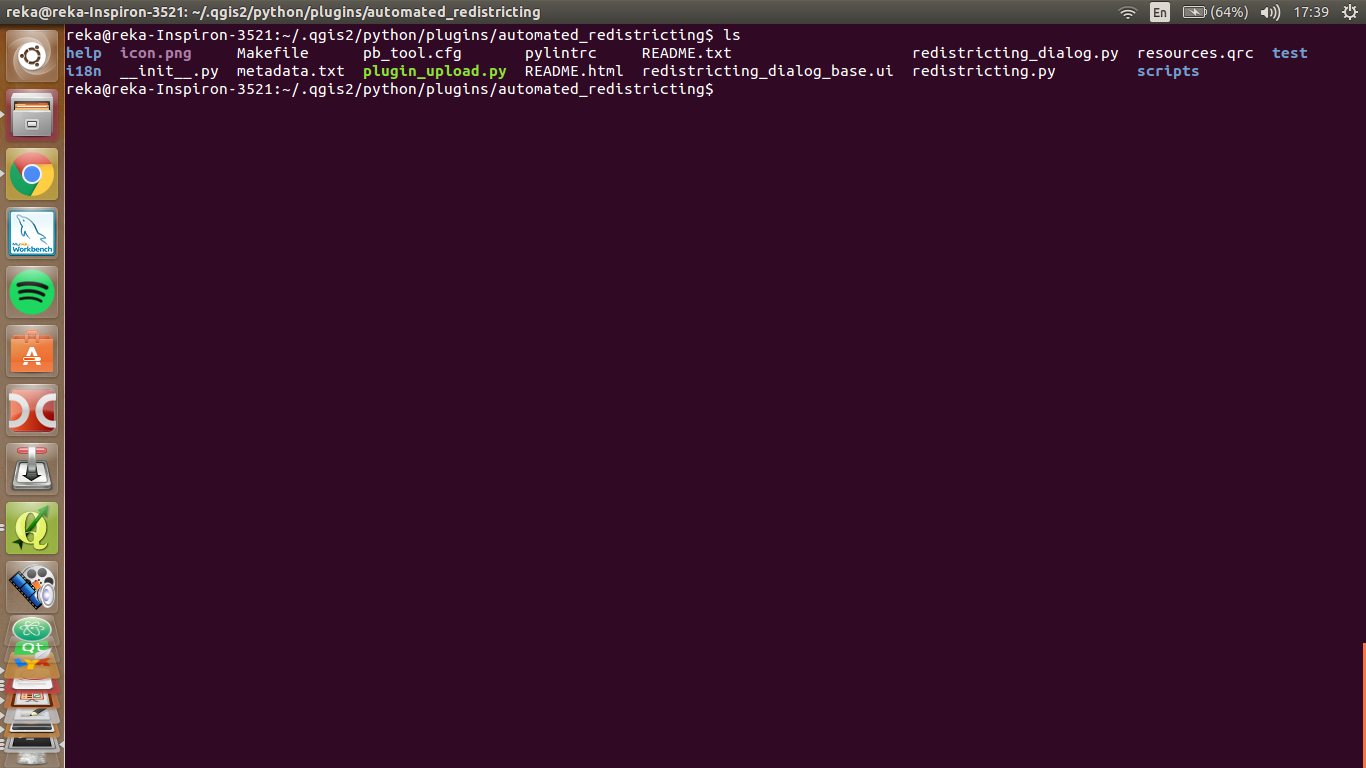 reka@reka-Inspiron-3521: ~/.qgis2/python/plugins/automated_redistricting En (64%) 17:39
reka@reka-Inspiron-3521:~/.qgis2/python/plugins/automated_redistricting$ ls
help icon.png Makefile pb_tool.cfg pylintrc README.txt redistricting_dialog.py resources.qrc test
i18n __init__.py metadata.txt plugin_upload.py README.html redistricting_dialog_base.ui redistricting.py scripts
reka@reka-Inspiron-3521:~/.qgis2/python/plugins/automated_redistricting$
Workbench
A
Qt